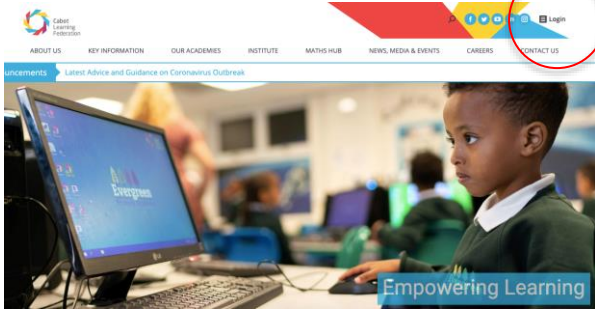 Cabot
Learning
Federation
Login
ABOUT US
KEY INFORMATION
OUR ACADEMIES
INSTITUTE
MATHS HUB
NEWS, MEDIA & EVENTS
CAREERS
CONTACT US
uncements
Latest Advice and Guidance on Coronavirus Outbreak
Evergreen
Empowering Learning